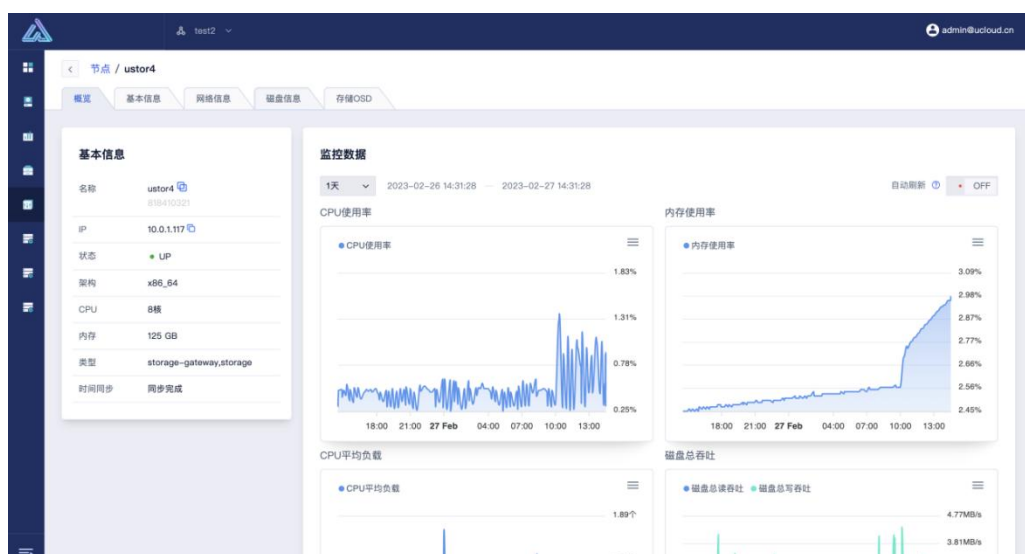 test2
admin@ucloud.cn
节点 / ustor4
概览 基本信息 网络信息 磁盘信息 存储OSD
基本信息
名称 ustor4
818410321
IP 10.0.1.117
状态 UP
架构 x86_64
CPU 8核
内存 125 GB
类型 storage-gateway,storage
时间同步 同步完成
监控数据
1天 2023-02-26 14:31:28 — 2023-02-27 14:31:28 自动刷新 OFF
CPU使用率
CPU使用率
1.83%
1.31%
0.78%
0.25%
18:00 21:00 27 Feb 04:00 07:00 10:00 13:00
内存使用率
内存使用率
3.09%
2.98%
2.87%
2.77%
2.66%
2.56%
2.45%
18:00 21:00 27 Feb 04:00 07:00 10:00 13:00
CPU平均负载
CPU平均负载
1.89个
磁盘总吞吐
磁盘总读吞吐 磁盘总写吞吐
4.77MB/s
3.81MB/s